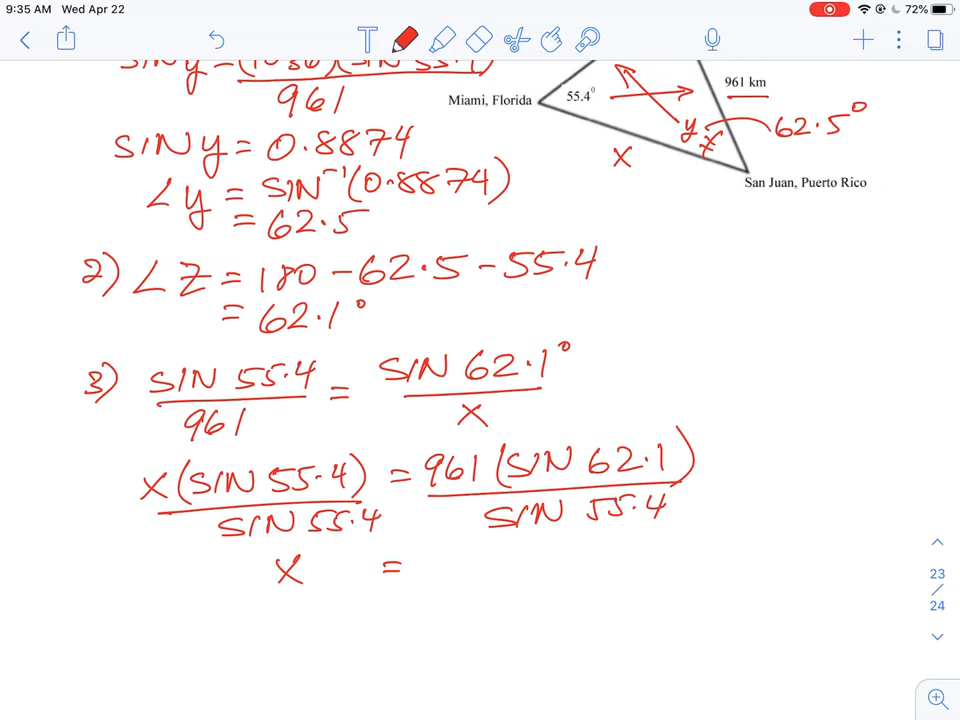 9:35 AM Wed Apr 22 72%
T
961 km
Miami, Florida 55.4°
961
y 62.5°
x
San Juan, Puerto Rico
SIN y = 0.8874
∠y = SIN⁻¹(0.8874)
= 62.5
2) ∠Z = 180 - 62.5 - 55.4
= 62.1°
3) SIN 55.4 = SIN 62.1°
961 x
x (SIN 55.4) = 961 (SIN 62.1)
SIN 55.4 SIN 55.4
x =
23
/
24